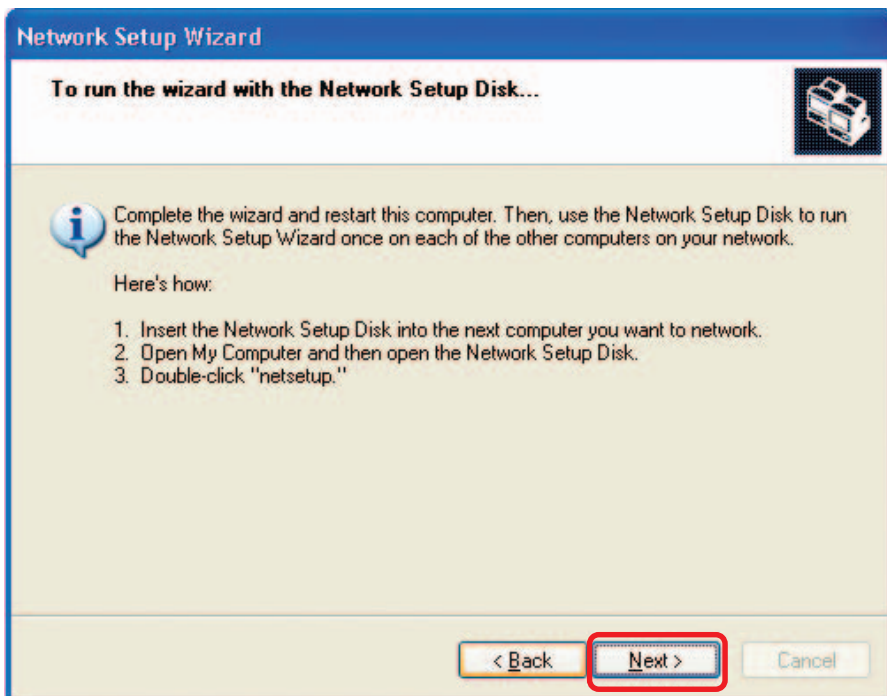 Network Setup Wizard
To run the wizard with the Network Setup Disk...
Complete the wizard and restart this computer. Then, use the Network Setup Disk to run
the Network Setup Wizard once on each of the other computers on your network.
Here's how:
1. Insert the Network Setup Disk into the next computer you want to network.
2. Open My Computer and then open the Network Setup Disk.
3. Double-click "netsetup."
< Back
Next >
Cancel